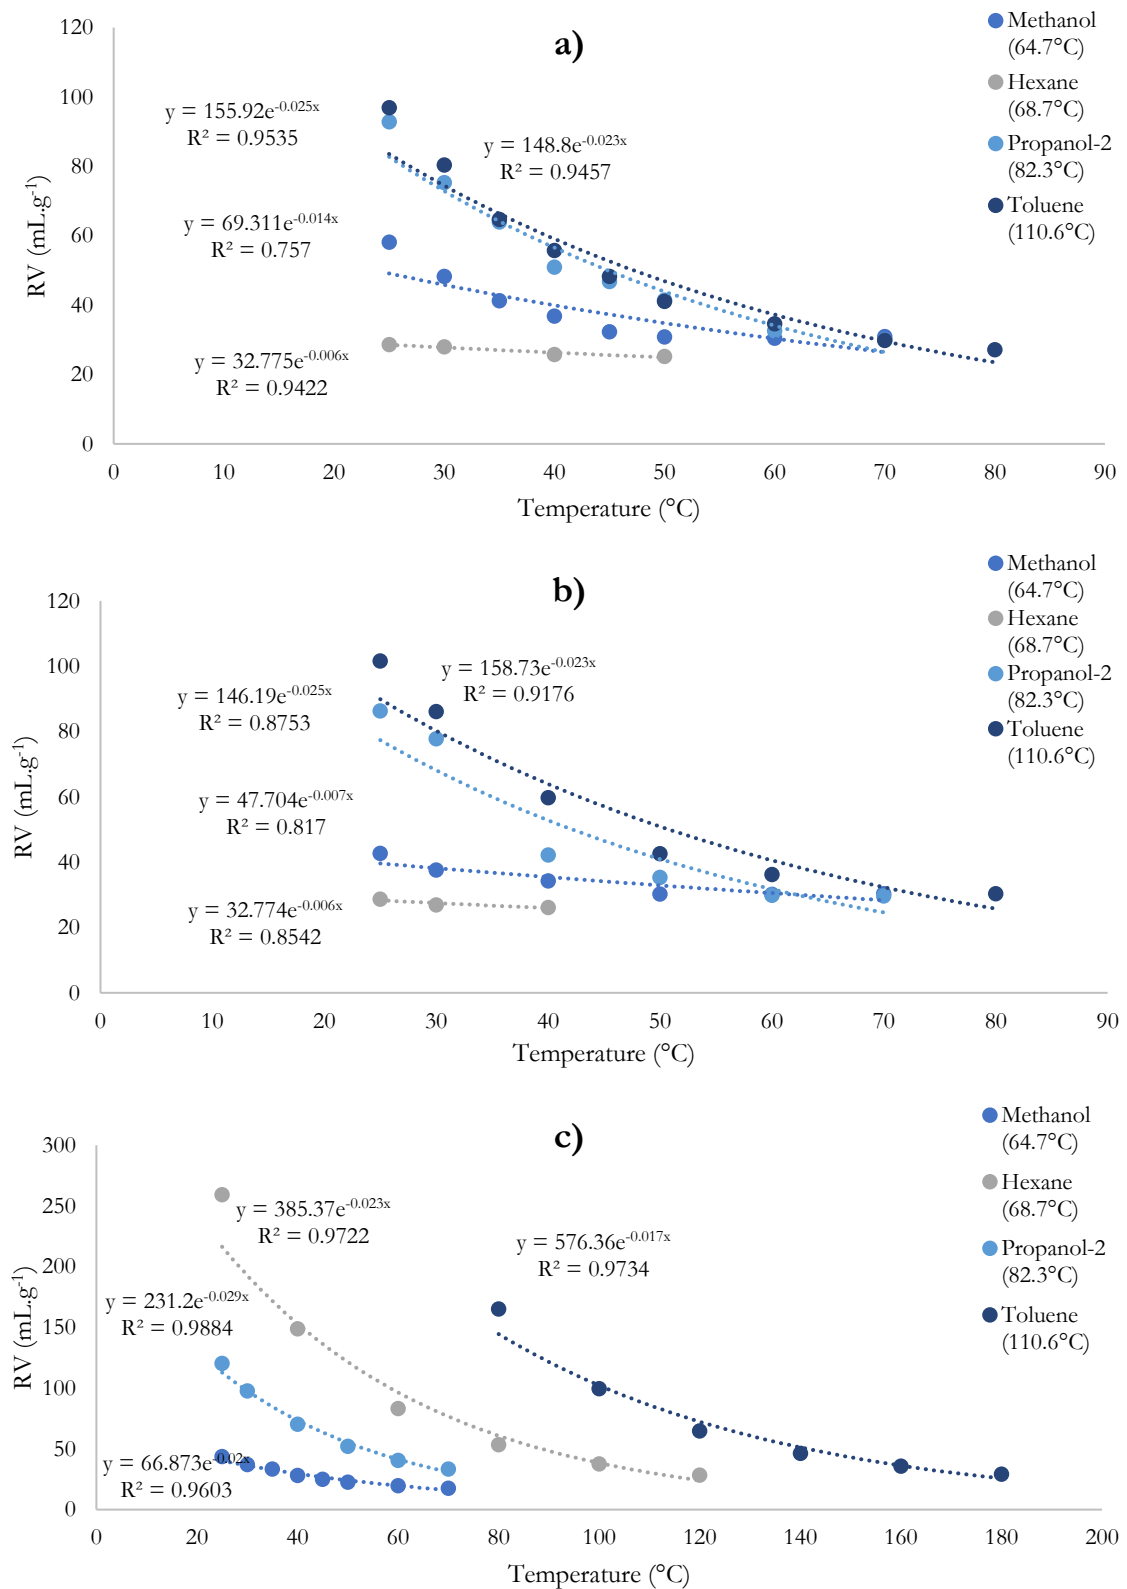 a)
Methanol
(64.7°C)
Hexane
(68.7°C)
Propanol-2
(82.3°C)
Toluene
(110.6°C)
RV (mL.g⁻¹)
120
100
80
60
40
20
0
y = 155.92e^-0.025x
R² = 0.9535
y = 148.8e^-0.023x
R² = 0.9457
y = 69.311e^-0.014x
R² = 0.757
y = 32.775e^-0.006x
R² = 0.9422
0 10 20 30 40 50 60 70 80 90
Temperature (°C)
b)
Methanol
(64.7°C)
Hexane
(68.7°C)
Propanol-2
(82.3°C)
Toluene
(110.6°C)
RV (mL.g⁻¹)
120
100
80
60
40
20
0
y = 158.73e^-0.023x
R² = 0.9176
y = 146.19e^-0.025x
R² = 0.8753
y = 47.704e^-0.007x
R² = 0.817
y = 32.774e^-0.006x
R² = 0.8542
0 10 20 30 40 50 60 70 80 90
Temperature (°C)
c)
Methanol
(64.7°C)
Hexane
(68.7°C)
Propanol-2
(82.3°C)
Toluene
(110.6°C)
RV (mL.g⁻¹)
300
250
200
150
100
50
0
y = 385.37e^-0.023x
R² = 0.9722
y = 576.36e^-0.017x
R² = 0.9734
y = 231.2e^-0.029x
R² = 0.9884
y = 66.873e^-0.02x
R² = 0.9603
0 20 40 60 80 100 120 140 160 180 200
Temperature (°C)